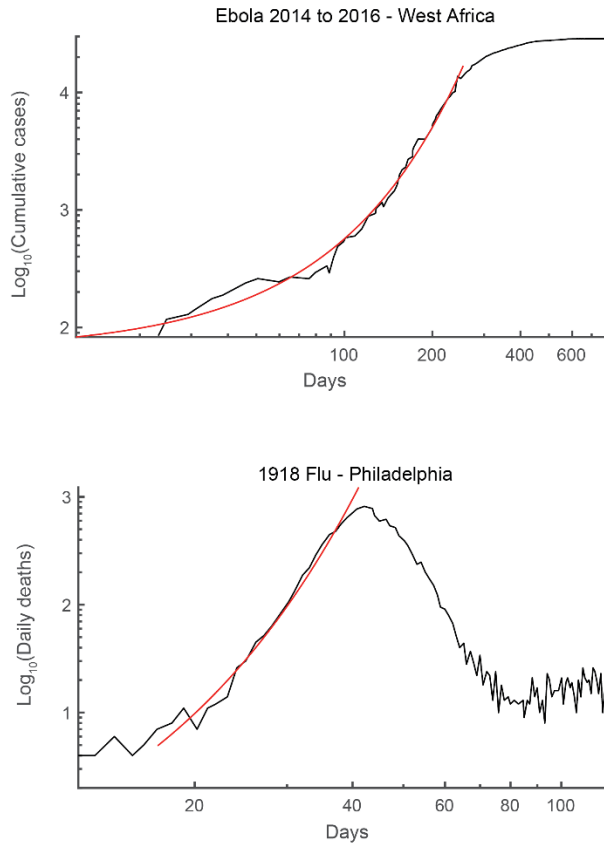 Ebola 2014 to 2016 - West Africa
Log₁₀(Cumulative cases)
4
3
2
100 200 400 600
Days
1918 Flu - Philadelphia
Log₁₀(Daily deaths)
3
2
1
20 40 60 80 100
Days